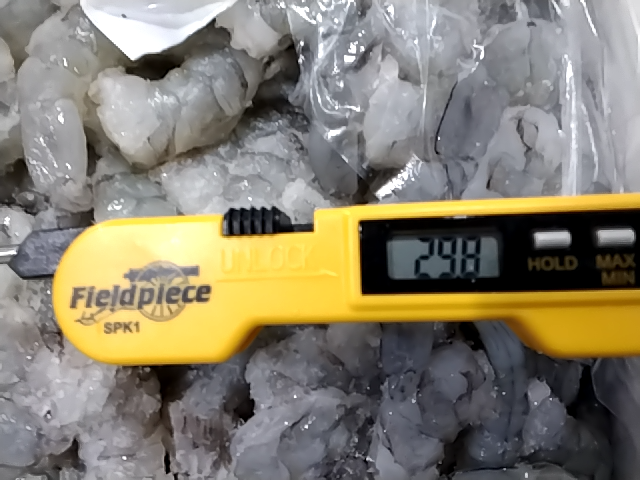 UNLOCK
29.8
HOLD
MAX
MIN
Fieldpiece
SPK1